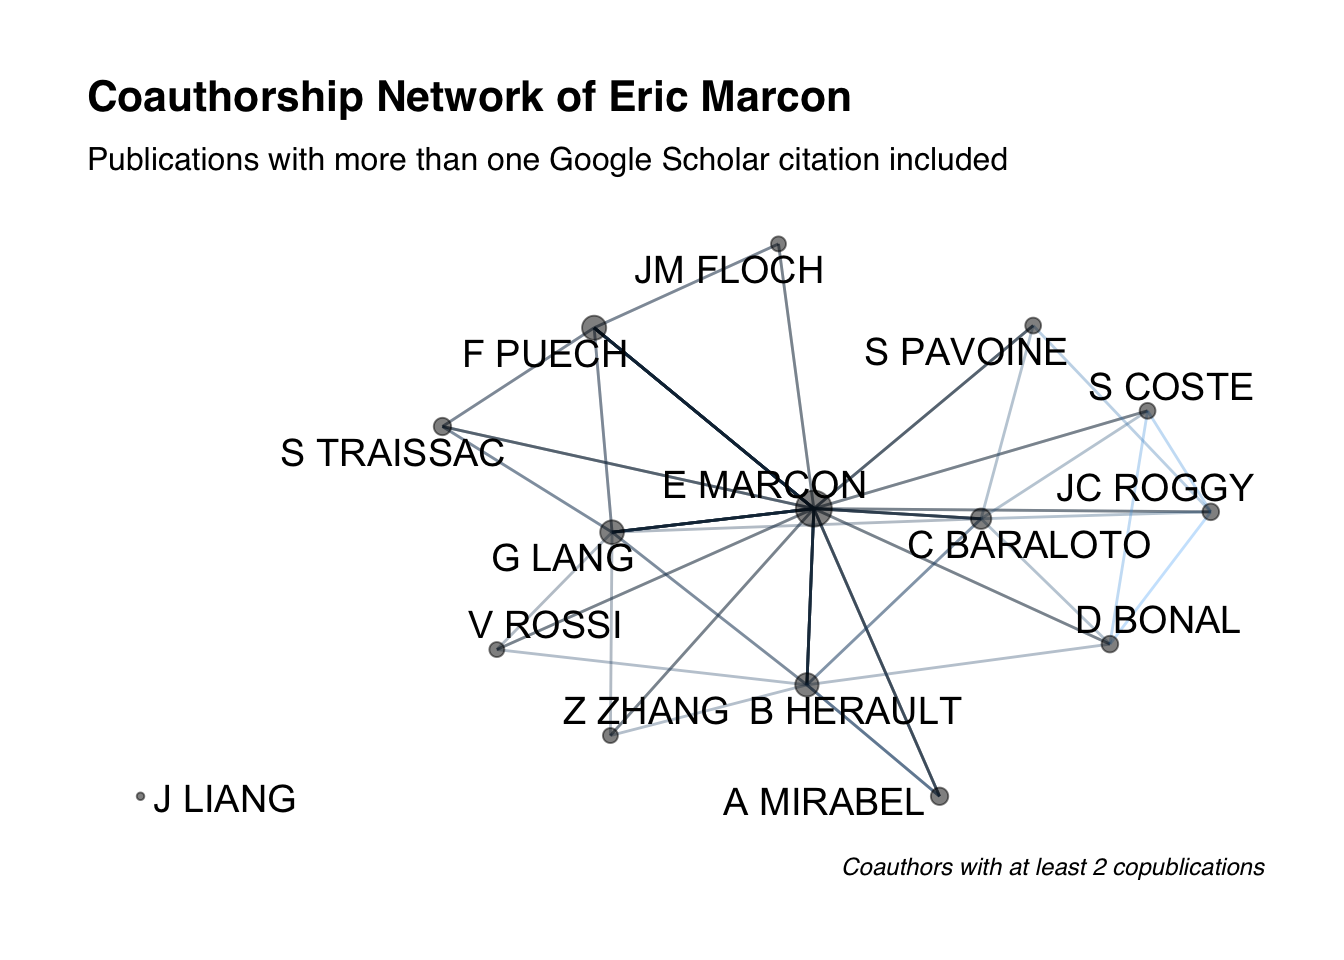 Coauthorship Network of Eric Marcon
Publications with more than one Google Scholar citation included
JM FLOCH
F PUECH
S PAVOINE
S COSTE
S TRAISSAC
E MARCON
JC ROGGY
G LANG
C BARALOTO
V ROSSI
D BONAL
Z ZHANG
B HERAULT
J LIANG
A MIRABEL
Coauthors with at least 2 copublications